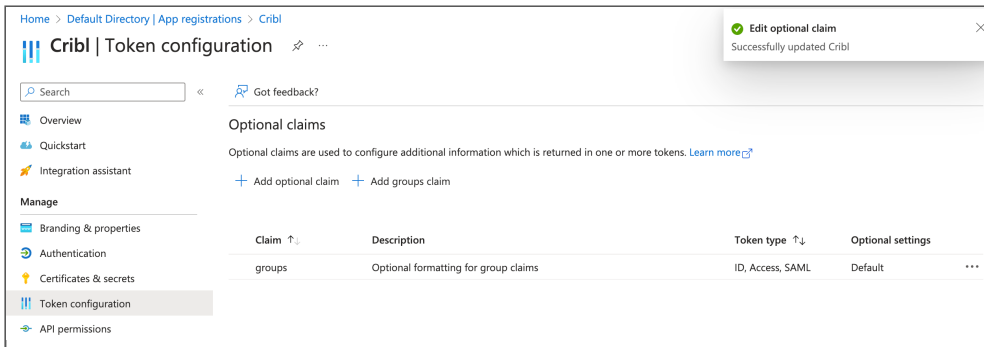 Home > Default Directory | App registrations > Cribl
Cribl | Token configuration
Edit optional claim
Successfully updated Cribl
Search
Got feedback?
Overview
Quickstart
Integration assistant
Manage
Branding & properties
Authentication
Certificates & secrets
Token configuration
API permissions
Optional claims
Optional claims are used to configure additional information which is returned in one or more tokens. Learn more
+ Add optional claim + Add groups claim
Claim ↑↓ Description Token type ↑↓ Optional settings
groups Optional formatting for group claims ID, Access, SAML Default ...